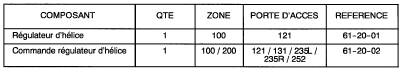 COMPOSANT QTE ZONE PORTE D'ACCES REFERENCE
Régulateur d'hélice 1 100 121 61-20-01
Commande régulateur d'hélice 1 100 / 200 121 / 131 / 235L / 61-20-02
235R / 252